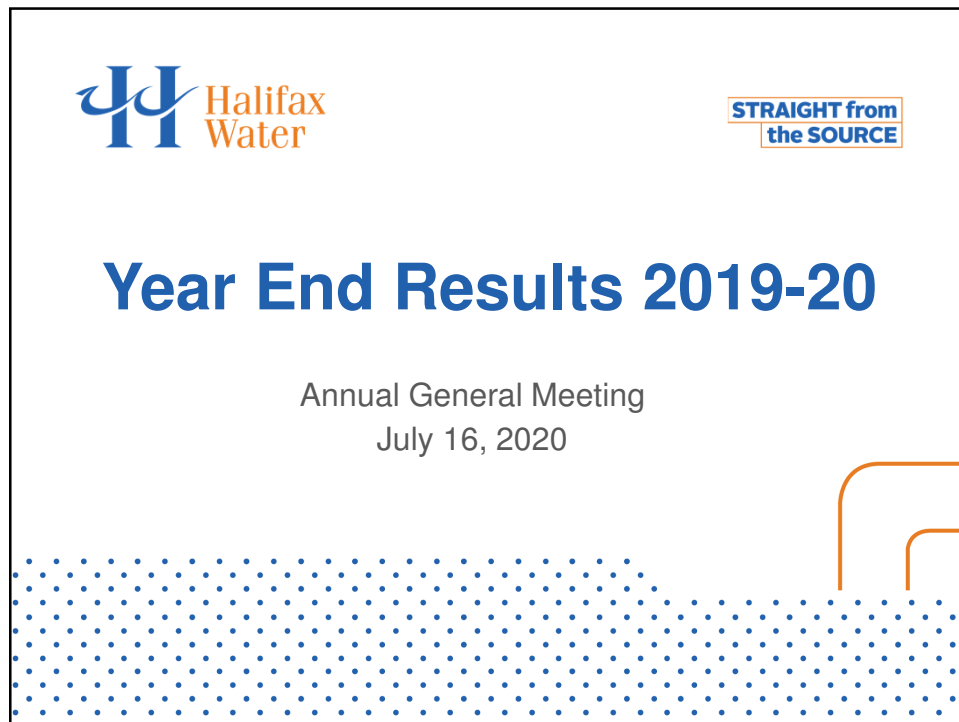 Halifax
Water
STRAIGHT from
the SOURCE
Year End Results 2019-20
Annual General Meeting
July 16, 2020